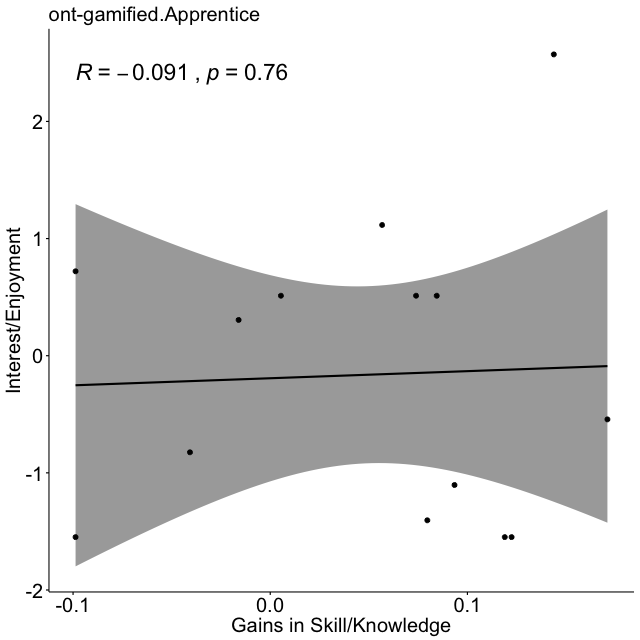 ont-gamified.Apprentice
R = −0.091 , p = 0.76
Interest/Enjoyment
2
1
0
-1
-2
-0.1
0.0
0.1
Gains in Skill/Knowledge